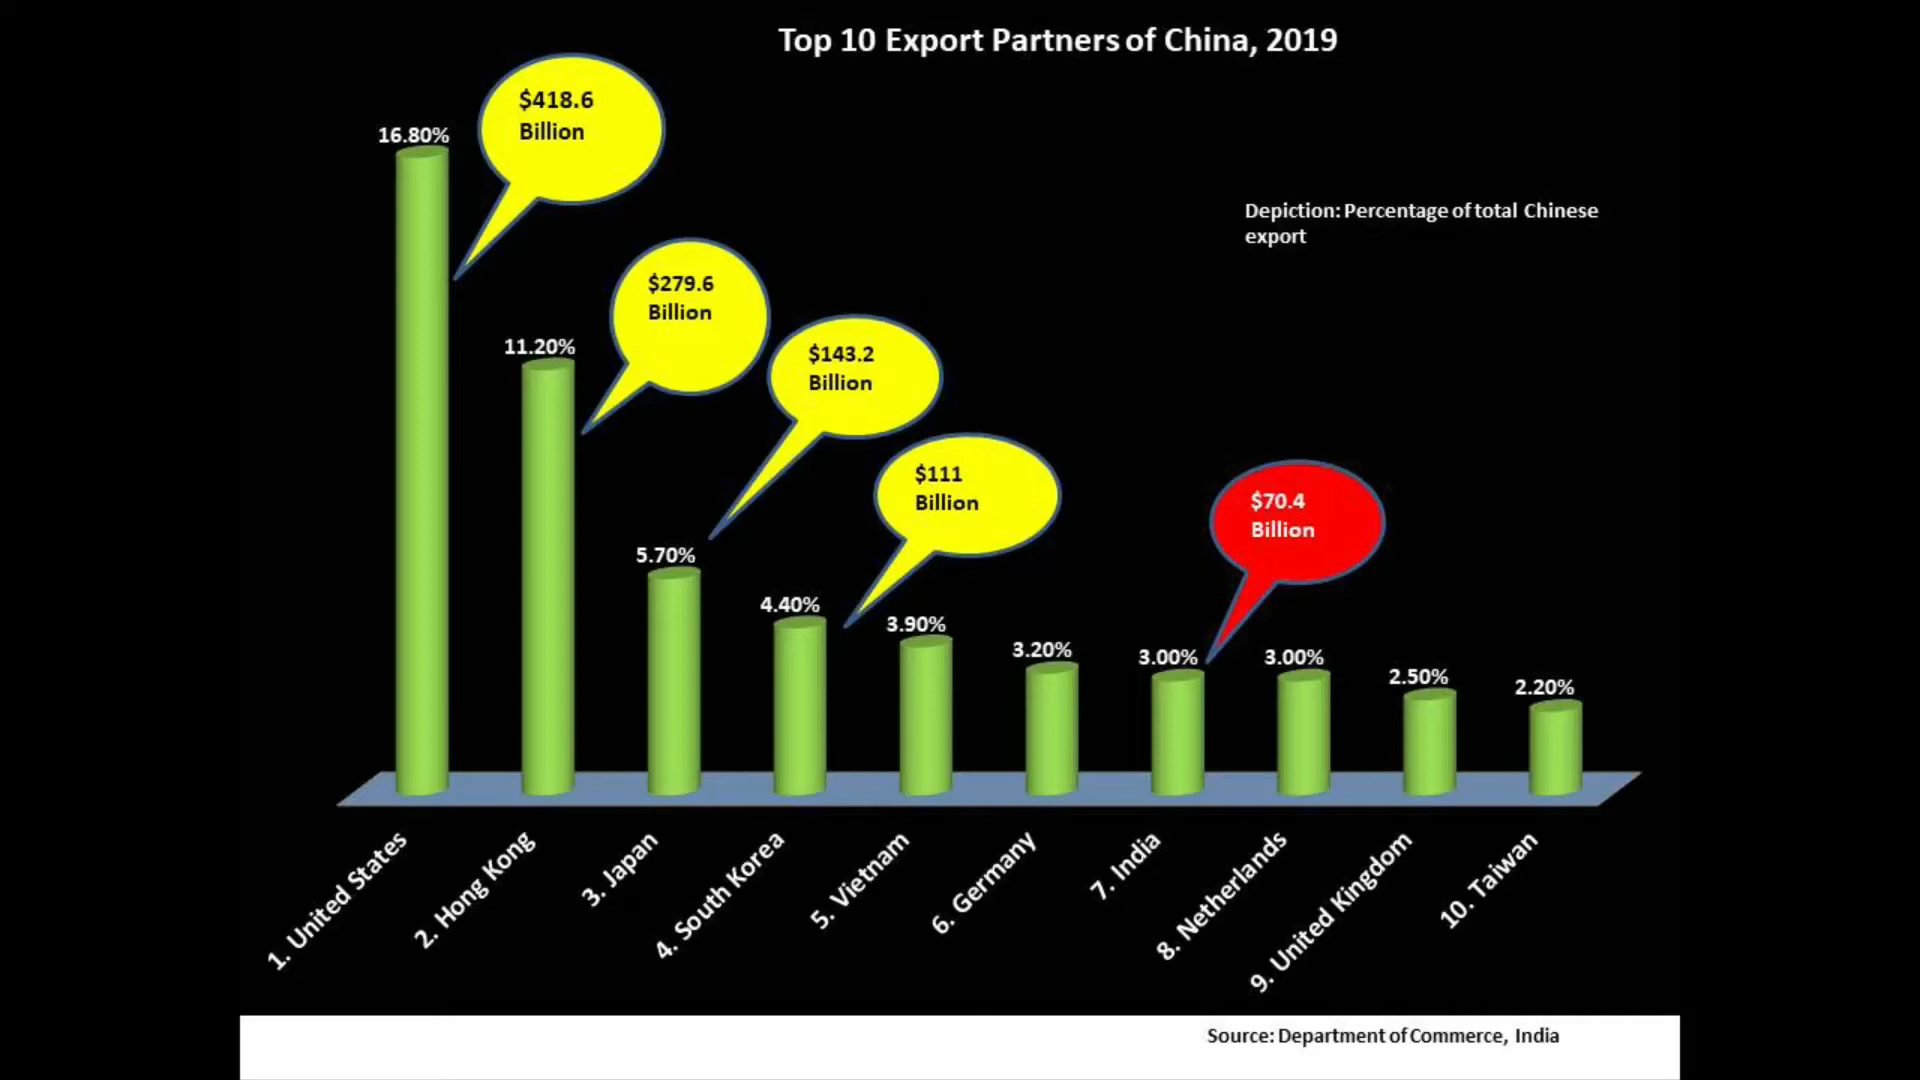 Top 10 Export Partners of China, 2019
$418.6
Billion
16.80%
Depiction: Percentage of total Chinese
export
$279.6
Billion
11.20%
$143.2
Billion
$111
Billion
$70.4
Billion
5.70%
4.40%
3.90%
3.20%
3.00%
3.00%
2.50%
2.20%
1. United States
2. Hong Kong
3. Japan
4. South Korea
5. Vietnam
6. Germany
7. India
8. Netherlands
9. United Kingdom
10. Taiwan
Source: Department of Commerce, India